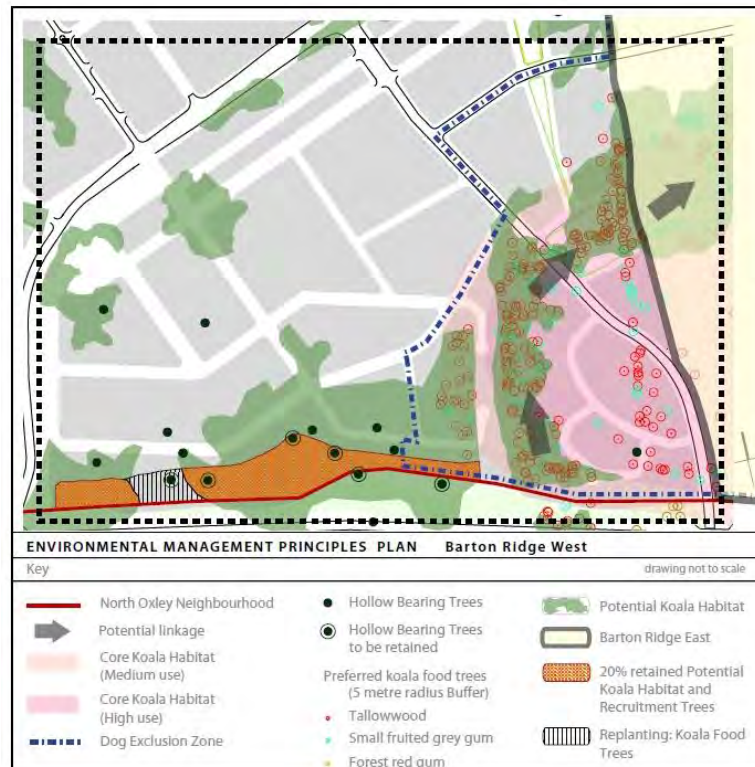 ENVIRONMENTAL MANAGEMENT PRINCIPLES PLAN Barton Ridge West
Key
drawing not to scale
North Oxley Neighbourhood
Potential linkage
Core Koala Habitat
(Medium use)
Core Koala Habitat
(High use)
Dog Exclusion Zone
Hollow Bearing Trees
Hollow Bearing Trees
to be retained
Preferred koala food trees
(5 metre radius Buffer)
Tallowwood
Small fruited grey gum
Forest red gum
Potential Koala Habitat
Barton Ridge East
20% retained Potential
Koala Habitat and
Recruitment Trees
Replanting: Koala Food
Trees